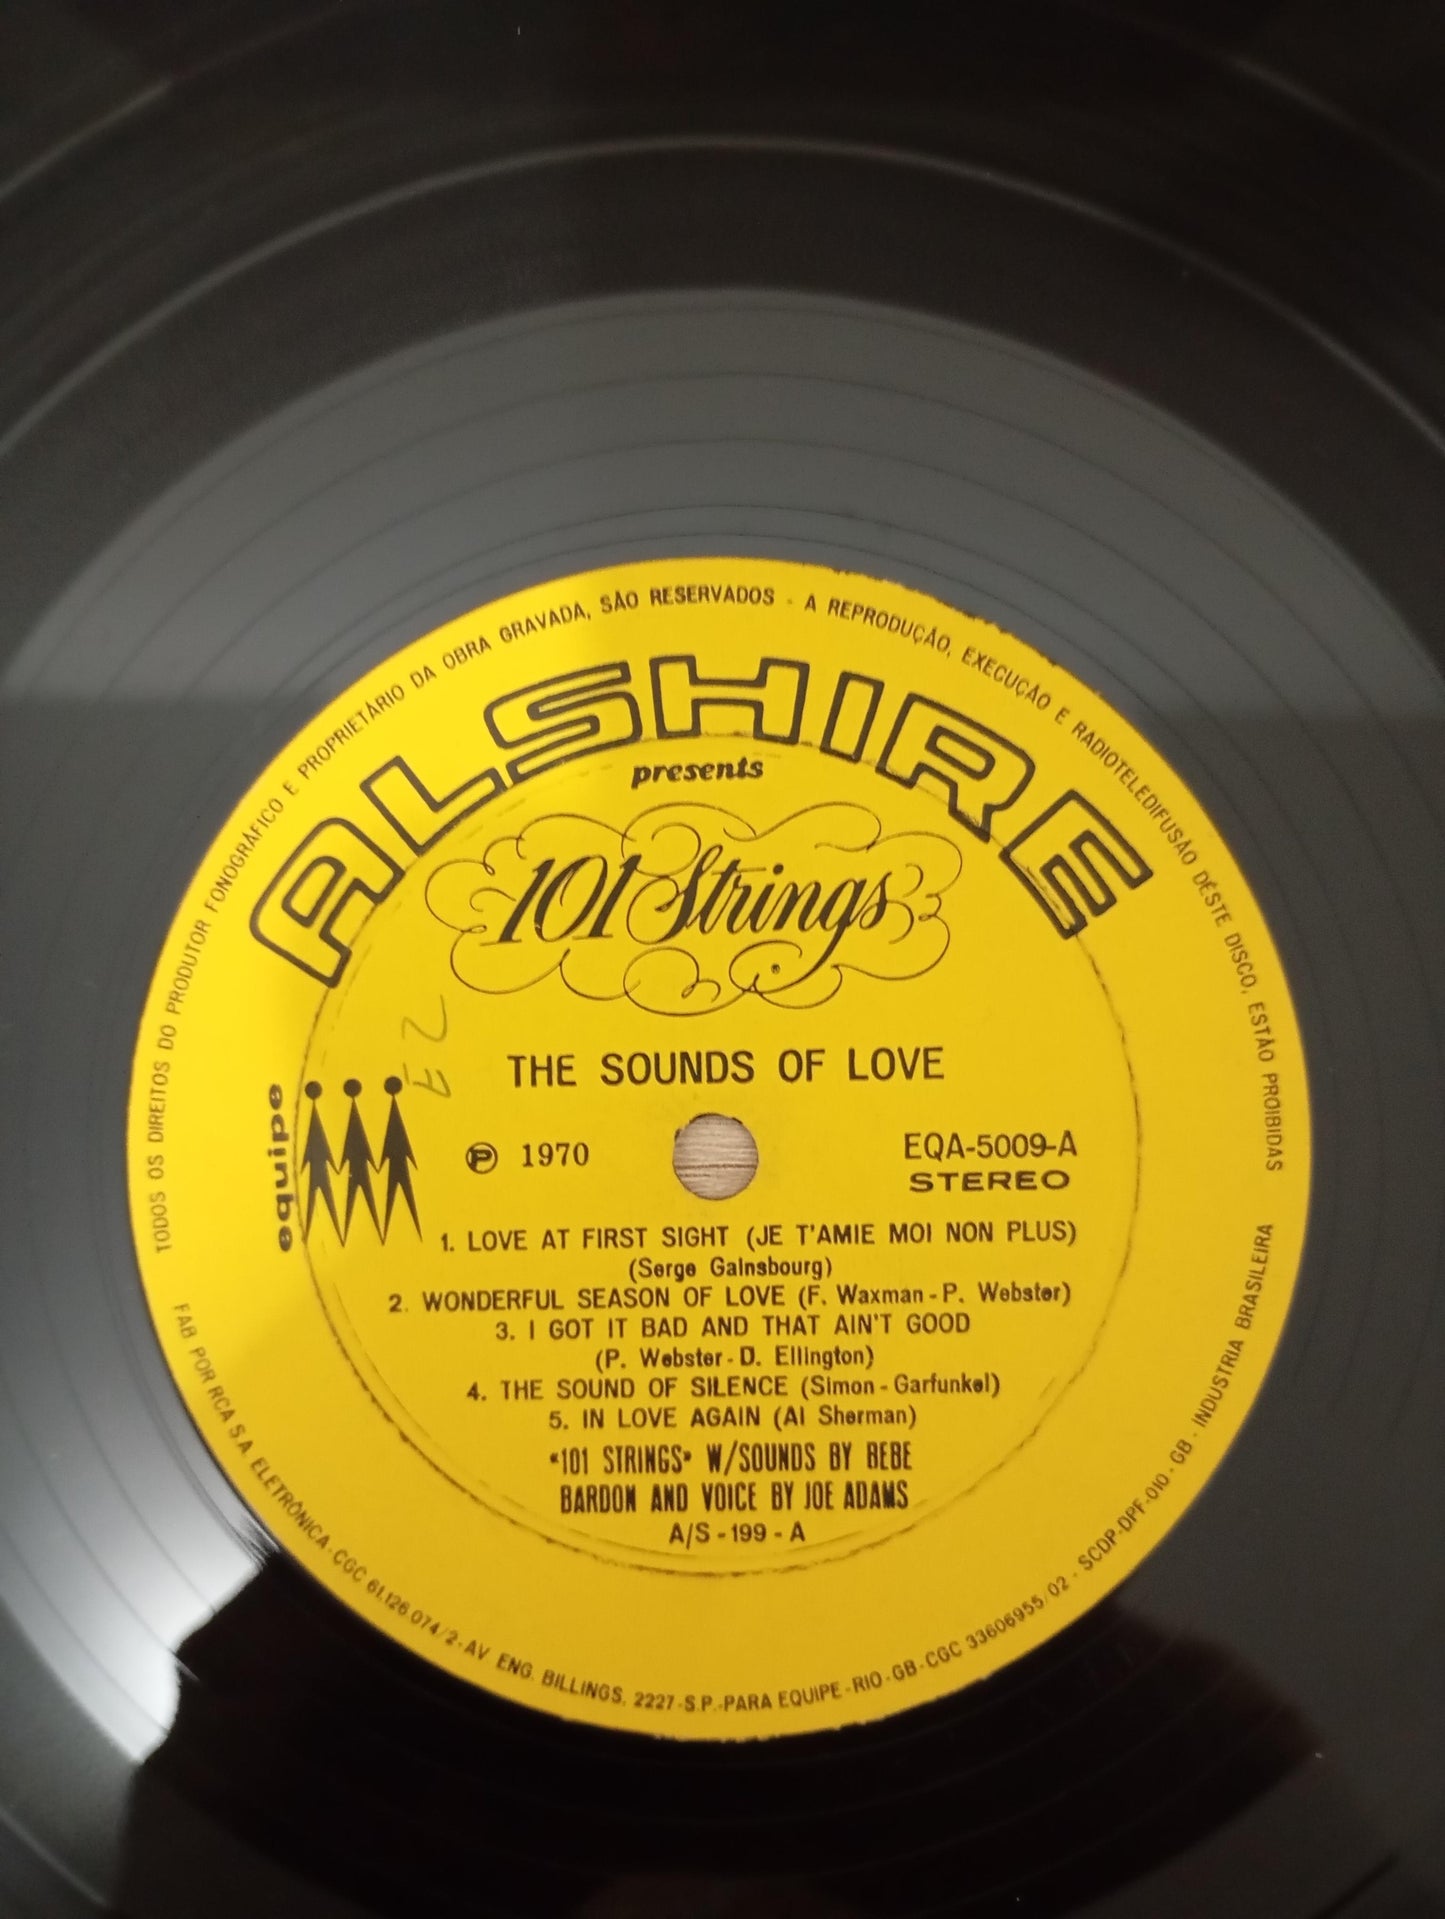 TODOS OS DIREITOS DO PRODUTOR FONOGRÁFICO E PROPRIETÁRIO DA OBRA GRAVADA, SÃO RESERVADOS - A REPRODUÇÃO, EXECUÇÃO E RADIOTELEDIFUSÃO DÊSTE DISCO, ESTÃO PROIBIDAS
ALSHIRE
presents
101 Strings
27
THE SOUNDS OF LOVE
equipe
Ⓟ 1970
EQA-5009-A
STEREO
1. LOVE AT FIRST SIGHT (JE T'AMIE MOI NON PLUS)
(Serge Gainsbourg)
2. WONDERFUL SEASON OF LOVE (F. Waxman - P. Webster)
3. I GOT IT BAD AND THAT AIN'T GOOD
(P. Webster - D. Ellington)
4. THE SOUND OF SILENCE (Simon - Garfunkel)
5. IN LOVE AGAIN (Al Sherman)
«101 STRINGS» W/SOUNDS BY BEBE
BARDON AND VOICE BY JOE ADAMS
A/S - 199 - A
FAB POR RCA S.A. ELETRÔNICA - CGC 61.126.074/2 - AV ENG. BILLINGS, 2227 - S.P. - PARA EQUIPE - RIO - GB - CGC 33606955/02 - SCDP-DPF-010 - GB - INDUSTRIA BRASILEIRA